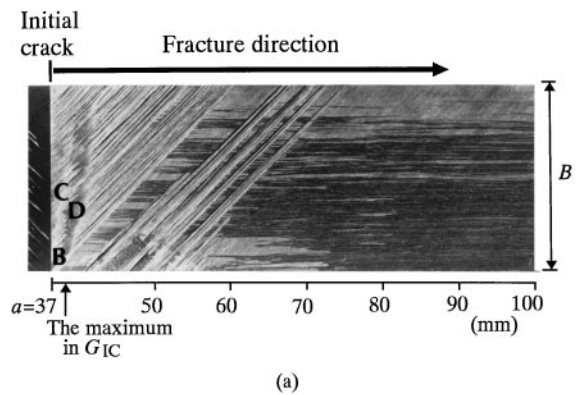 Initial
crack
Fracture direction
C
D
B
B
a=37 50 60 70 80 90 100
The maximum
in GIC
(mm)
(a)